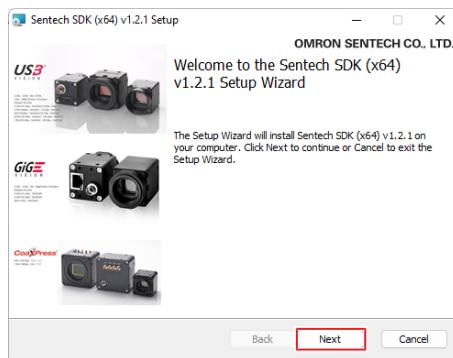 Sentech SDK (x64) v1.2.1 Setup
OMRON SENTECH CO., LTD.
USB3
VISION
Welcome to the Sentech SDK (x64)
v1.2.1 Setup Wizard
The Setup Wizard will install Sentech SDK (x64) v1.2.1 on
your computer. Click Next to continue or Cancel to exit the
Setup Wizard.
GigE
VISION
CoaXPress
Back
Next
Cancel